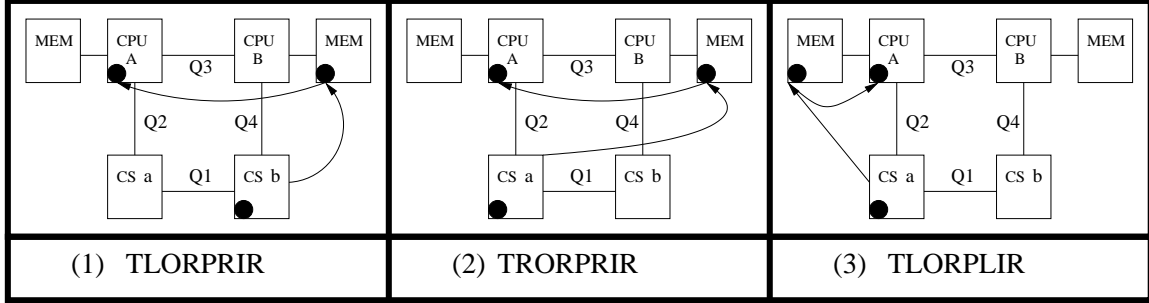 MEM CPU A Q3 CPU B MEM
Q2 Q4
CS a Q1 CS b
(1) TLORPRIR
MEM CPU A Q3 CPU B MEM
Q2 Q4
CS a Q1 CS b
(2) TRORPRIR
MEM CPU A Q3 CPU B MEM
Q2 Q4
CS a Q1 CS b
(3) TLORPLIR